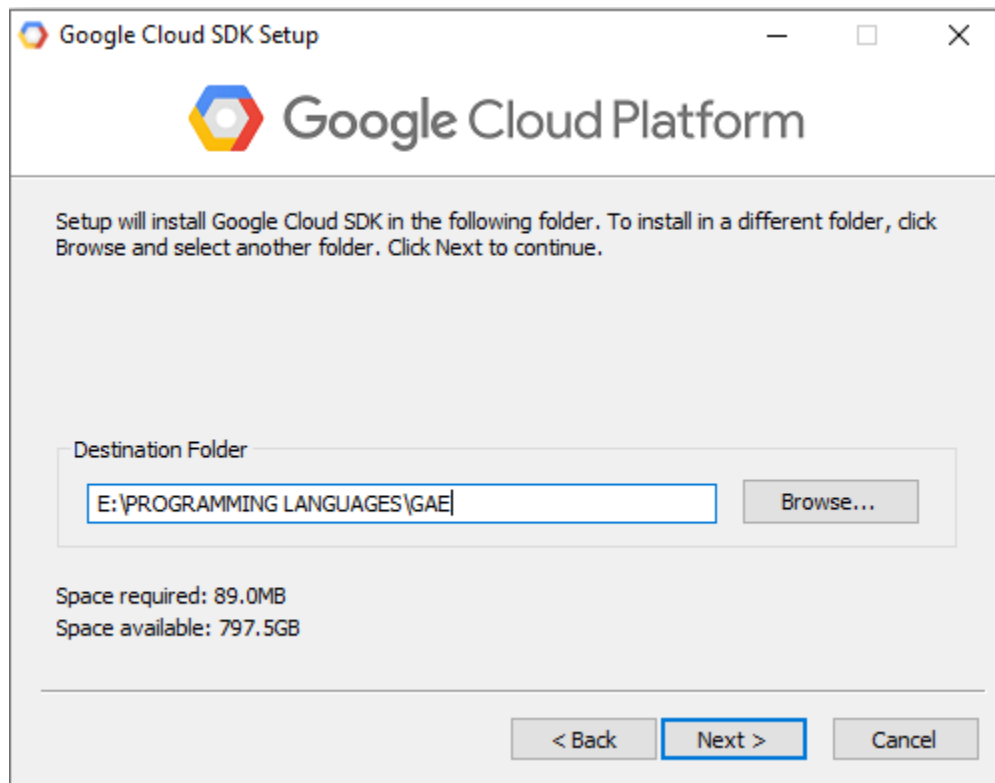 Google Cloud SDK Setup
Google Cloud Platform
Setup will install Google Cloud SDK in the following folder. To install in a different folder, click
Browse and select another folder. Click Next to continue.
Destination Folder
E:\PROGRAMMING LANGUAGES\GAE
Browse...
Space required: 89.0MB
Space available: 797.5GB
< Back
Next >
Cancel